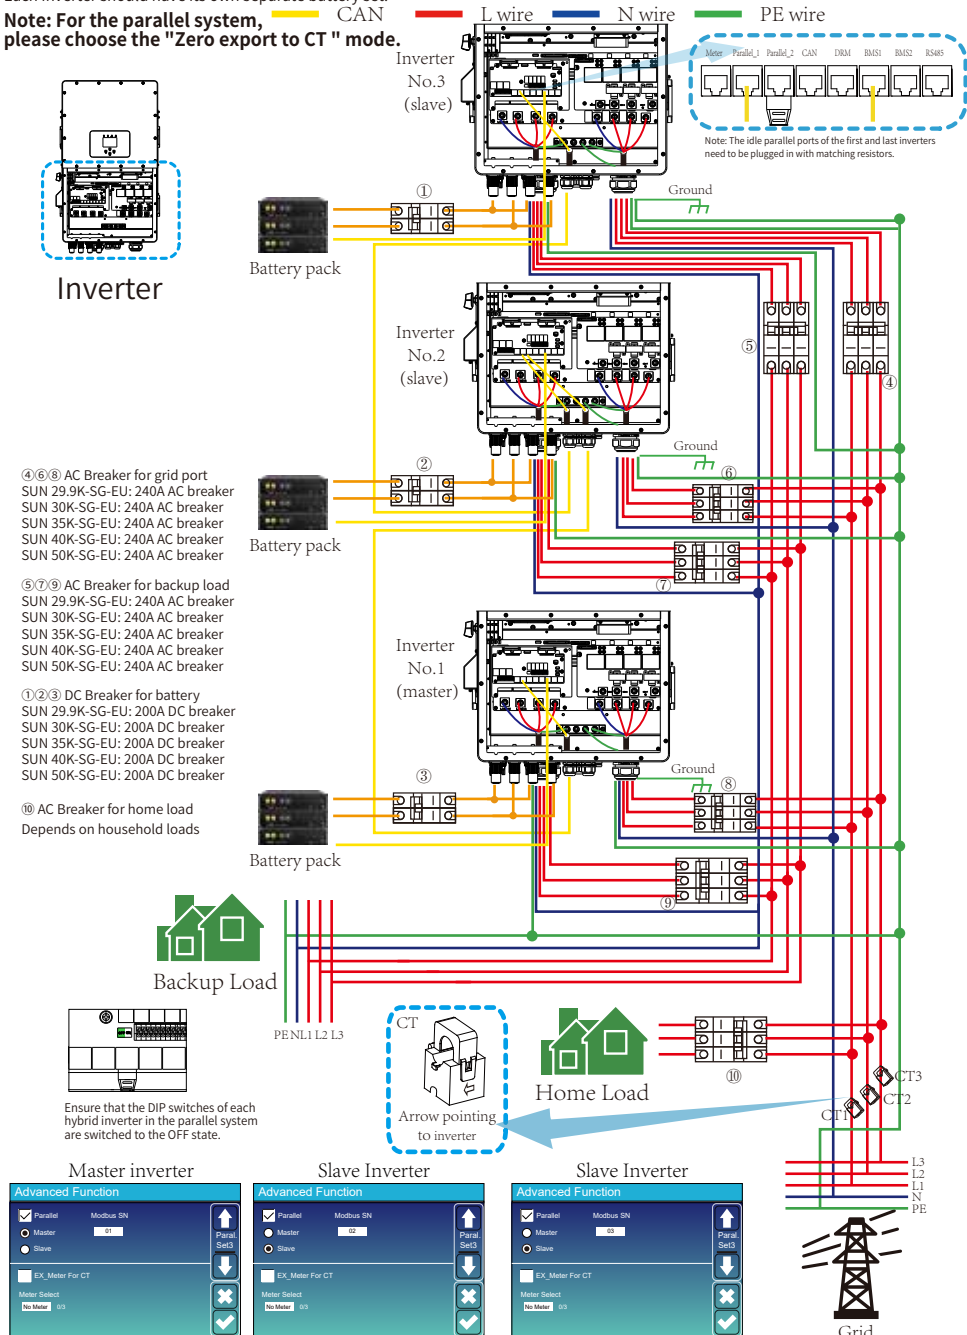 Each inverter should have its own separate battery set.
Note: For the parallel system,
please choose the "Zero export to CT " mode.
CAN
L wire
N wire
PE wire
Inverter
No.3
(slave)
Meter
Parallel_1
Parallel_2
CAN
DRM
BMS1
BMS2
RS485
Note: The idle parallel ports of the first and last inverters
need to be plugged in with matching resistors.
Inverter
①
Ground
Battery pack
Inverter
No.2
(slave)
⑤
④
②
Ground
⑥
Battery pack
⑦
④⑥⑧ AC Breaker for grid port
SUN 29.9K-SG-EU: 240A AC breaker
SUN 30K-SG-EU: 240A AC breaker
SUN 35K-SG-EU: 240A AC breaker
SUN 40K-SG-EU: 240A AC breaker
SUN 50K-SG-EU: 240A AC breaker
⑤⑦⑨ AC Breaker for backup load
SUN 29.9K-SG-EU: 240A AC breaker
SUN 30K-SG-EU: 240A AC breaker
SUN 35K-SG-EU: 240A AC breaker
SUN 40K-SG-EU: 240A AC breaker
SUN 50K-SG-EU: 240A AC breaker
①②③ DC Breaker for battery
SUN 29.9K-SG-EU: 200A DC breaker
SUN 30K-SG-EU: 200A DC breaker
SUN 35K-SG-EU: 200A DC breaker
SUN 40K-SG-EU: 200A DC breaker
SUN 50K-SG-EU: 200A DC breaker
⑩ AC Breaker for home load
Depends on household loads
Inverter
No.1
(master)
③
Ground
⑧
Battery pack
⑨
Backup Load
PE N L1 L2 L3
CT
Arrow pointing
to inverter
Home Load
⑩
CT3
CT2
CT1
Ensure that the DIP switches of each
hybrid inverter in the parallel system
are switched to the OFF state.
L3
L2
L1
N
PE
Grid
Master inverter
Advanced Function
Parallel
Modbus SN
Master
01
Slave
Paral.
Set3
EX_Meter For CT
Meter Select
No Meter
0/3
Slave Inverter
Advanced Function
Parallel
Modbus SN
Master
02
Slave
Paral.
Set3
EX_Meter For CT
Meter Select
No Meter
0/3
Slave Inverter
Advanced Function
Parallel
Modbus SN
Master
03
Slave
Paral.
Set3
EX_Meter For CT
Meter Select
No Meter
0/3